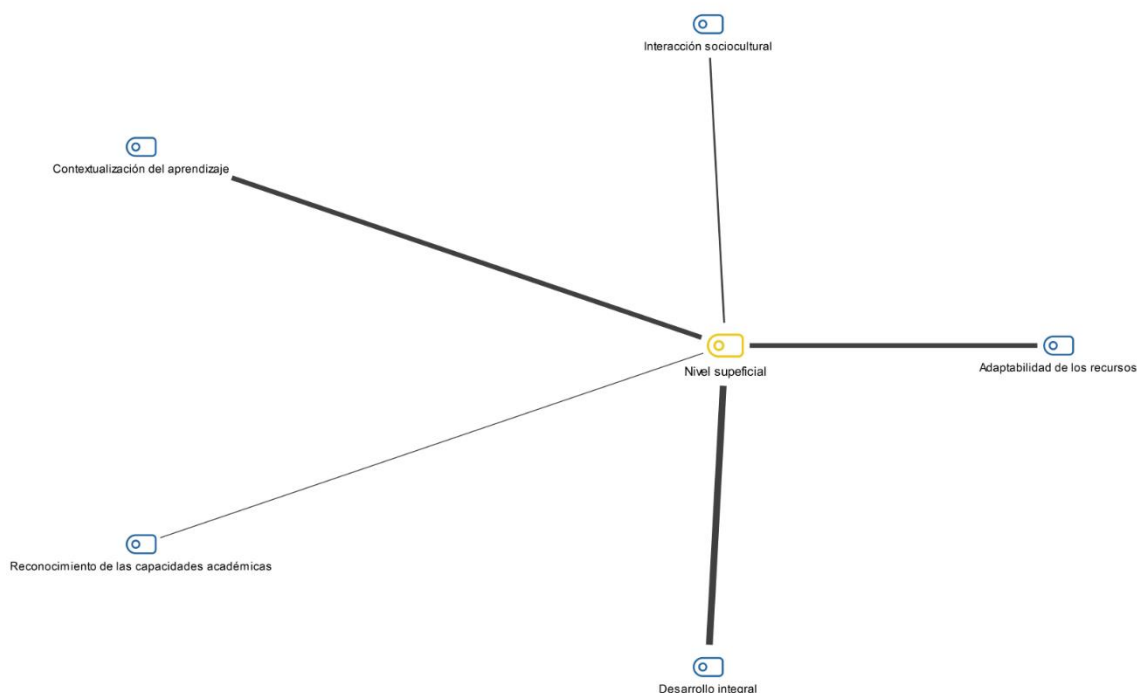 Interacción sociocultural
Contextualización del aprendizaje
Nivel supeficial
Adaptabilidad de los recursos
Reconocimiento de las capacidades académicas
Desarrollo integral